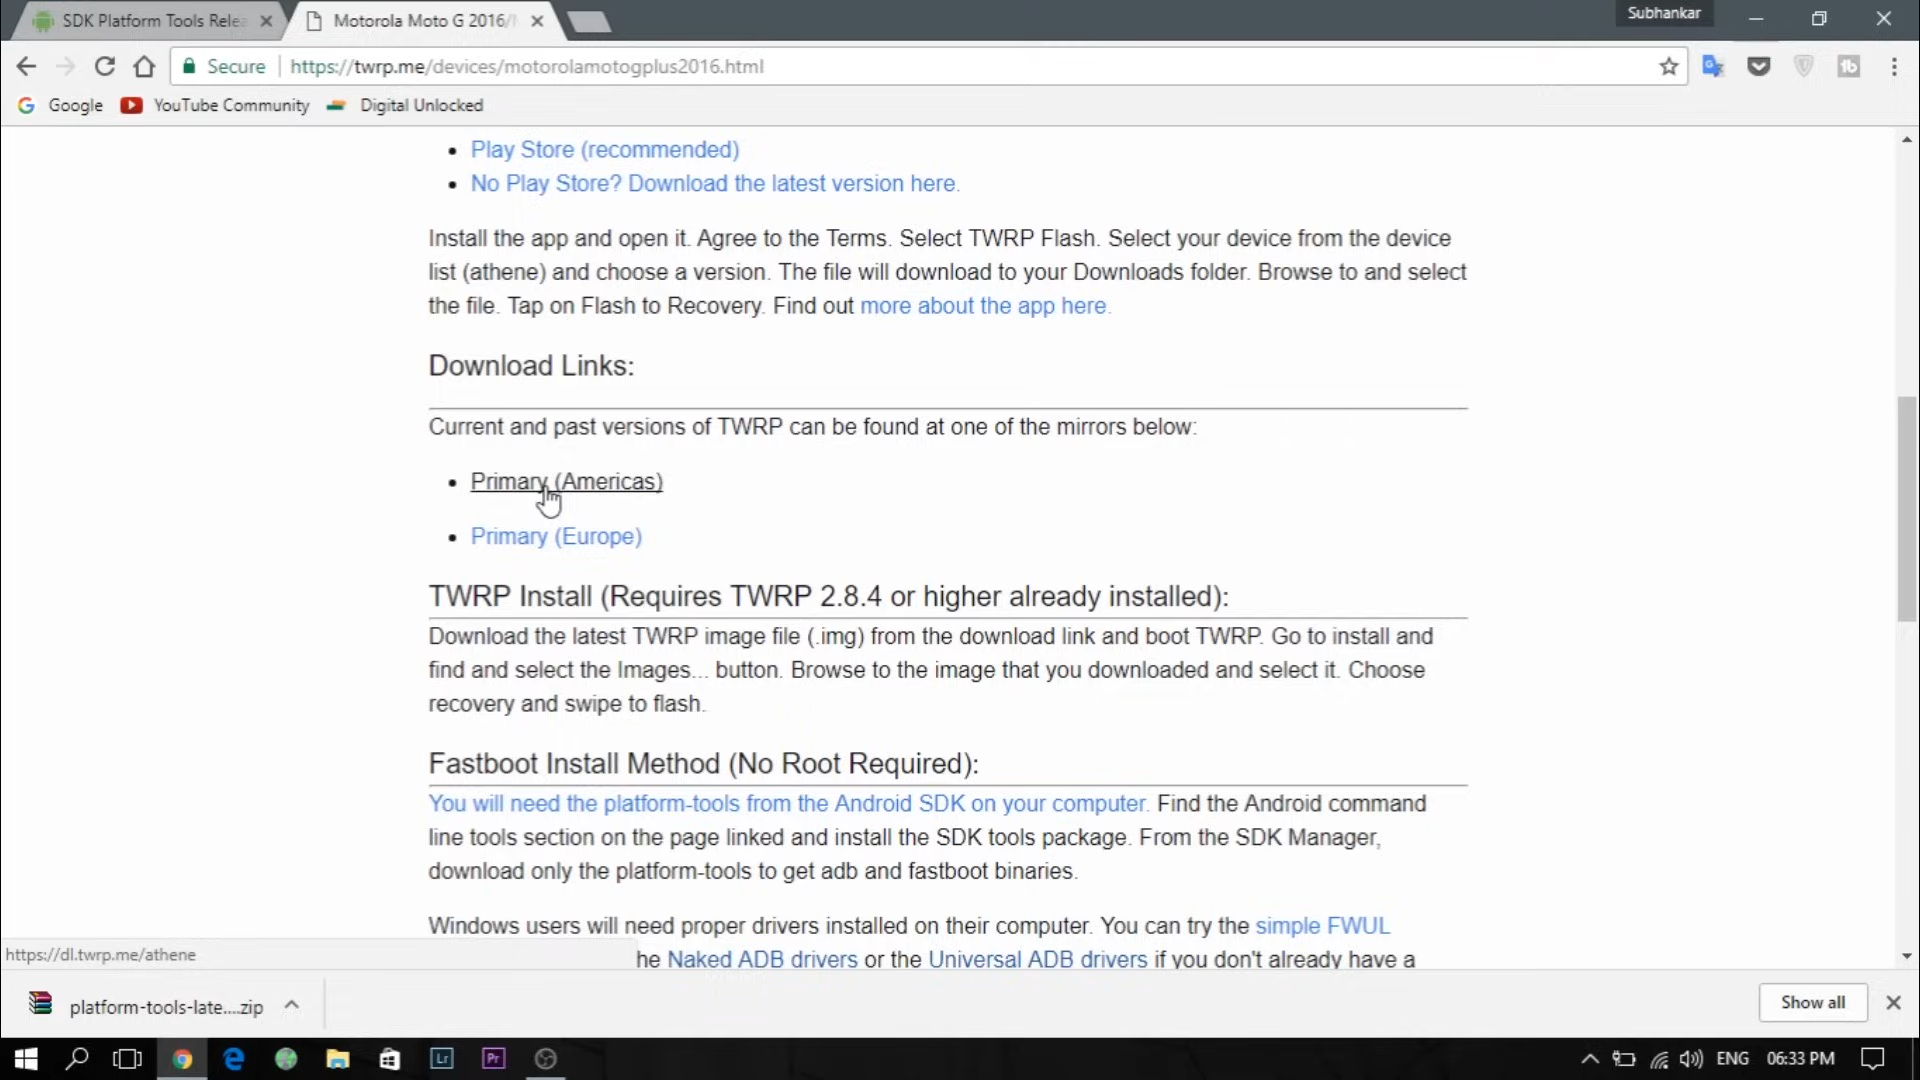 SDK Platform Tools Rele
Motorola Moto G 2016/
Subhankar
Secure https://twrp.me/devices/motorolamotogplus2016.html
Google YouTube Community Digital Unlocked
• Play Store (recommended)
• No Play Store? Download the latest version here.
Install the app and open it. Agree to the Terms. Select TWRP Flash. Select your device from the device
list (athene) and choose a version. The file will download to your Downloads folder. Browse to and select
the file. Tap on Flash to Recovery. Find out more about the app here.
Download Links:
Current and past versions of TWRP can be found at one of the mirrors below:
• Primary (Americas)
• Primary (Europe)
TWRP Install (Requires TWRP 2.8.4 or higher already installed):
Download the latest TWRP image file (.img) from the download link and boot TWRP. Go to install and
find and select the Images... button. Browse to the image that you downloaded and select it. Choose
recovery and swipe to flash.
Fastboot Install Method (No Root Required):
You will need the platform-tools from the Android SDK on your computer. Find the Android command
line tools section on the page linked and install the SDK tools package. From the SDK Manager,
download only the platform-tools to get adb and fastboot binaries.
Windows users will need proper drivers installed on their computer. You can try the simple FWUL
he Naked ADB drivers or the Universal ADB drivers if you don't already have a
https://dl.twrp.me/athene
platform-tools-late....zip
Show all
Lr Pr ENG 06:33 PM